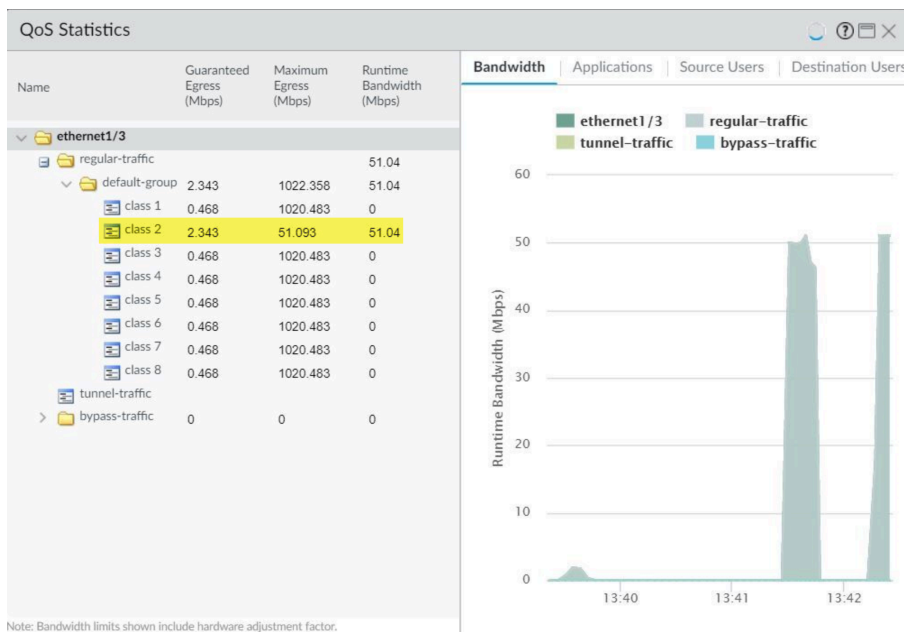 QoS Statistics
Name
Guaranteed Egress (Mbps)
Maximum Egress (Mbps)
Runtime Bandwidth (Mbps)
ethernet1/3
regular-traffic 51.04
default-group 2.343 1022.358 51.04
class 1 0.468 1020.483 0
class 2 2.343 51.093 51.04
class 3 0.468 1020.483 0
class 4 0.468 1020.483 0
class 5 0.468 1020.483 0
class 6 0.468 1020.483 0
class 7 0.468 1020.483 0
class 8 0.468 1020.483 0
tunnel-traffic
bypass-traffic 0 0 0
Note: Bandwidth limits shown include hardware adjustment factor.
Bandwidth Applications Source Users Destination Users
ethernet1/3 regular-traffic
tunnel-traffic bypass-traffic
Runtime Bandwidth (Mbps)
60
50
40
30
20
10
0
13:40 13:41 13:42